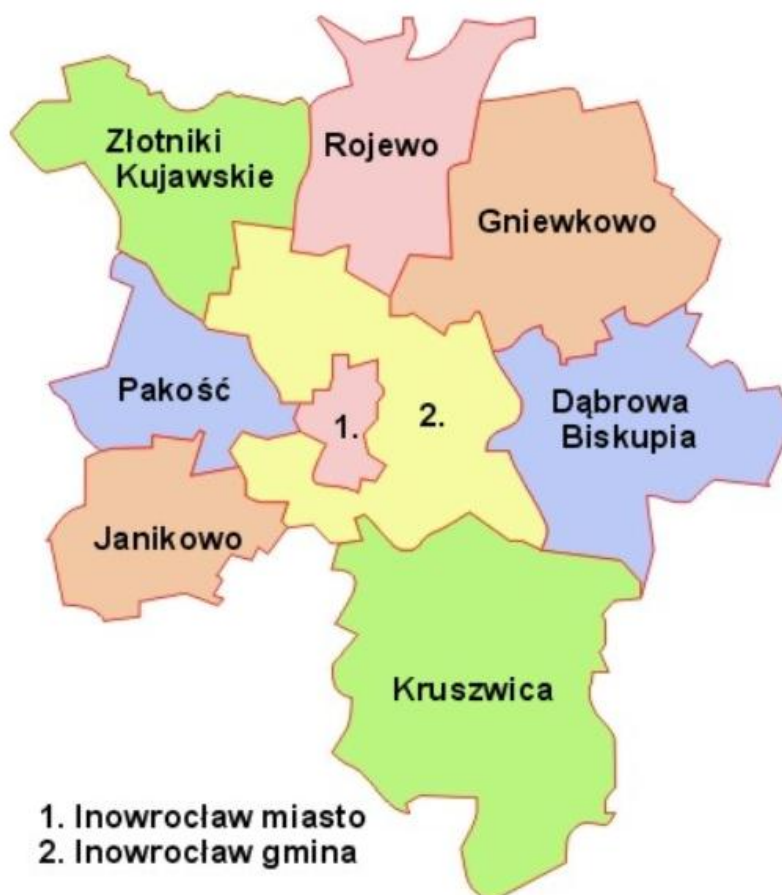 Złotniki
Kujawskie
Rojewo
Gniewkowo
Pakość
1.
2.
Dąbrowa
Biskupia
Janikowo
Kruszwica
1. Inowrocław miasto
2. Inowrocław gmina